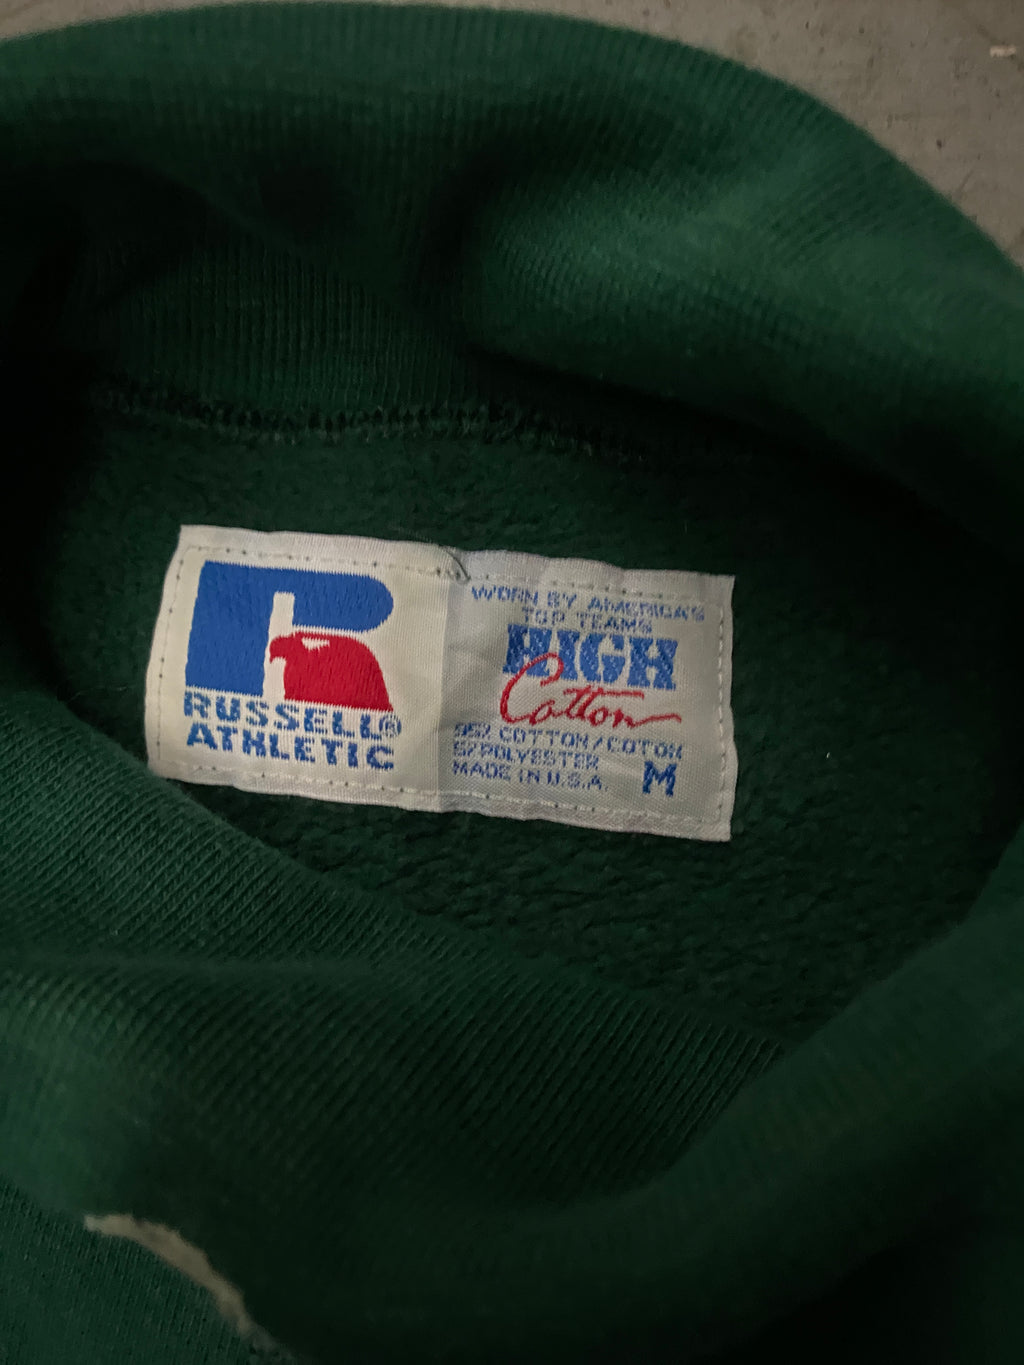 RUSSELL®
ATHLETIC
WORN BY AMERICA'S
TOP TEAMS
HIGH
Cotton
95% COTTON/COTON
5% POLYESTER
MADE IN U.S.A.
M